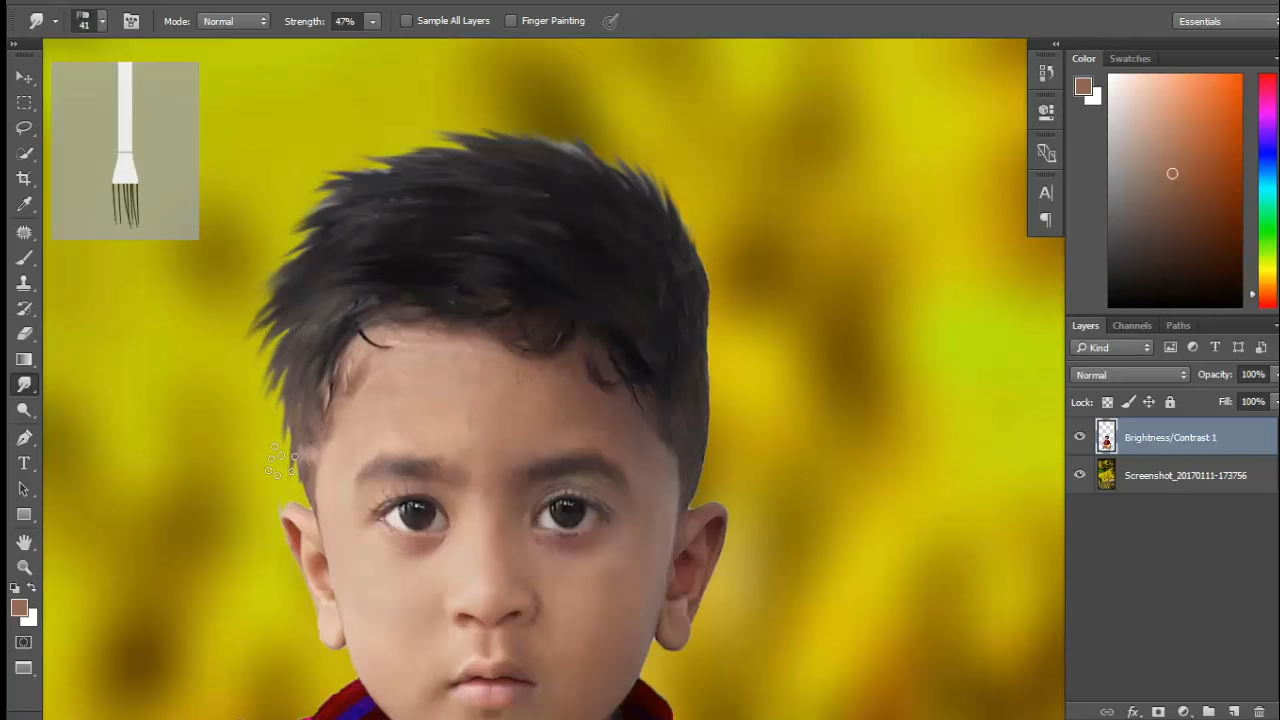 41
Mode: Normal
Strength: 47%
Sample All Layers
Finger Painting
Essentials
Color
Swatches
Layers
Channels
Paths
Kind
Normal
Opacity: 100%
Lock:
Fill: 100%
Brightness/Contrast 1
Screenshot_20170111-173756